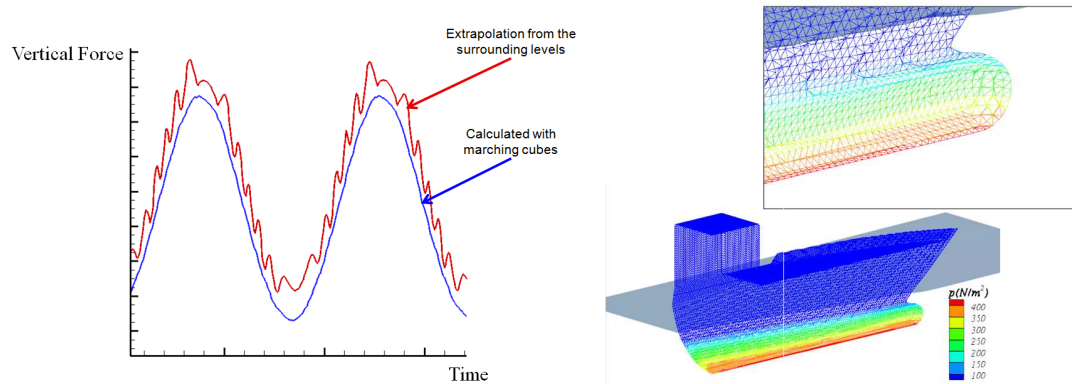 Vertical Force
Extrapolation from the
surrounding levels
Calculated with
marching cubes
Time
p(N/m²)
400
350
300
250
200
150
100